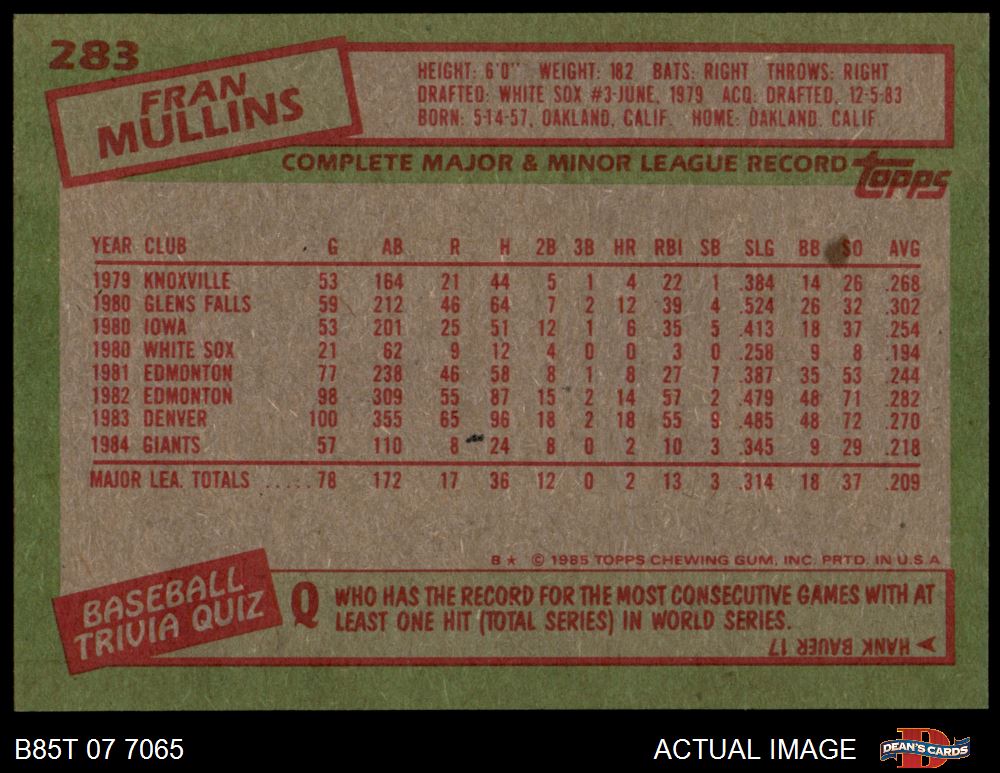 283
FRAN
MULLINS
HEIGHT: 6'0" WEIGHT: 182 BATS: RIGHT THROWS: RIGHT
DRAFTED: WHITE SOX #3-JUNE, 1979 ACQ: DRAFTED, 12-5-83
BORN: 5-14-57, OAKLAND, CALIF. HOME: OAKLAND, CALIF.
COMPLETE MAJOR & MINOR LEAGUE RECORD
Topps
YEAR CLUB G AB R H 2B 3B HR RBI SB SLG BB SO AVG
1979 KNOXVILLE 53 164 21 44 5 1 4 22 1 .384 14 26 .268
1980 GLENS FALLS 59 212 46 64 7 2 12 39 4 .524 26 32 .302
1980 IOWA 53 201 25 51 12 1 6 35 5 .413 18 37 .254
1980 WHITE SOX 21 62 9 12 4 0 0 3 0 .258 9 8 .194
1981 EDMONTON 77 238 46 58 8 1 8 27 7 .387 35 53 .244
1982 EDMONTON 98 309 55 87 15 2 14 57 2 .479 48 71 .282
1983 DENVER 100 355 65 96 18 2 18 55 9 .485 48 72 .270
1984 GIANTS 57 110 8 24 8 0 2 10 3 .345 9 29 .218
MAJOR LEA. TOTALS ..... 78 172 17 36 12 0 2 13 3 .314 18 37 .209
B★ © 1985 TOPPS CHEWING GUM, INC. PRTD. IN U.S.A.
BASEBALL
TRIVIA QUIZ
Q WHO HAS THE RECORD FOR THE MOST CONSECUTIVE GAMES WITH AT
LEAST ONE HIT (TOTAL SERIES) IN WORLD SERIES.
HANK BAUER 17
B85T 07 7065
ACTUAL IMAGE
DEAN'S CARDS